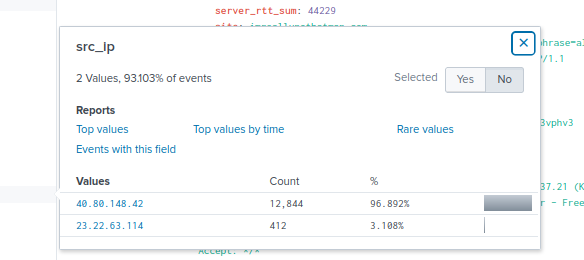 server_rtt_sum: 44229
src_Ip
phrase=a
/1.1
2 Values, 93.103% of events
Selected Yes No
Reports
Top values Top values by time Rare values
3vphv3
Events with this field
Values Count %
37.21 (K
40.80.148.42 12,844 96.892%
r - Free
23.22.63.114 412 3.108%
Accept: */*